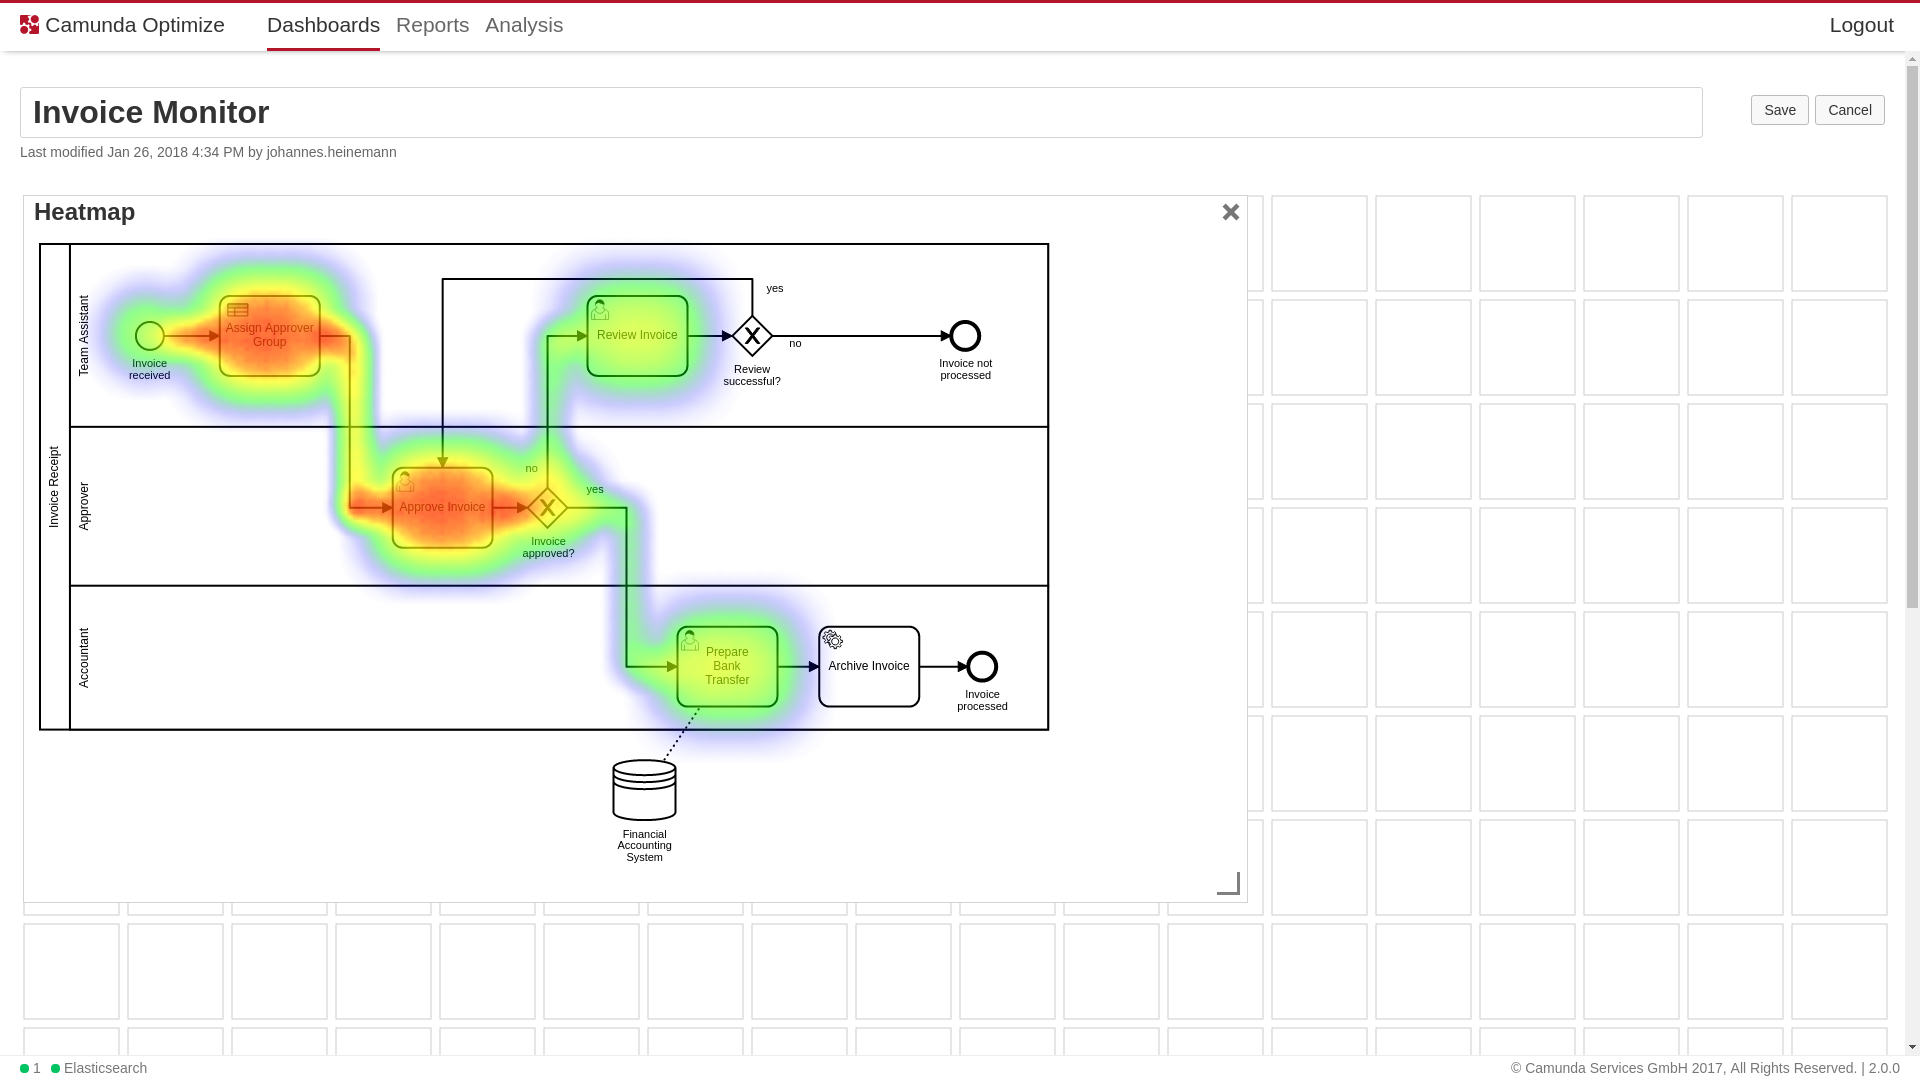 Camunda Optimize Dashboards Reports Analysis Logout
Invoice Monitor
Save Cancel
Last modified Jan 26, 2018 4:34 PM by johannes.heinemann
Heatmap
Invoice Receipt
Team Assistant
Invoice
received
Assign Approver
Group
Review Invoice
yes
no
Review
successful?
Invoice not
processed
Approver
Approve Invoice
no
yes
Invoice
approved?
Accountant
Prepare
Bank
Transfer
Archive Invoice
Invoice
processed
Financial
Accounting
System
1 Elasticsearch
© Camunda Services GmbH 2017, All Rights Reserved. | 2.0.0